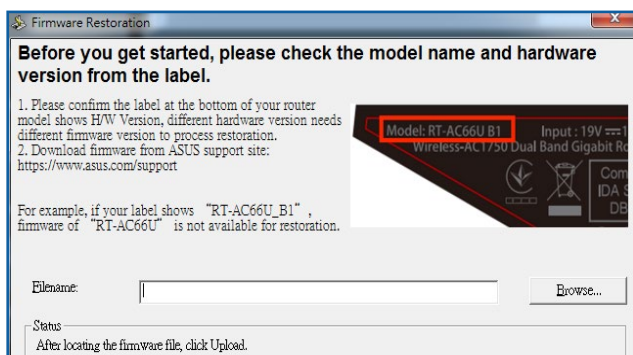 Firmware Restoration
Before you get started, please check the model name and hardware
version from the label.
1. Please confirm the label at the bottom of your router
model shows H/W Version, different hardware version needs
different firmware version to process restoration.
2. Download firmware from ASUS support site:
https://www.asus.com/support
For example, if your label shows “RT-AC66U_B1”,
firmware of “RT-AC66U” is not available for restoration.
Model: RT-AC66U B1
Input : 19V
Wireless-AC1750 Dual Band Gigabit
Com
IDA S
DB
Filename:
Browse...
Status
After locating the firmware file, click Upload.